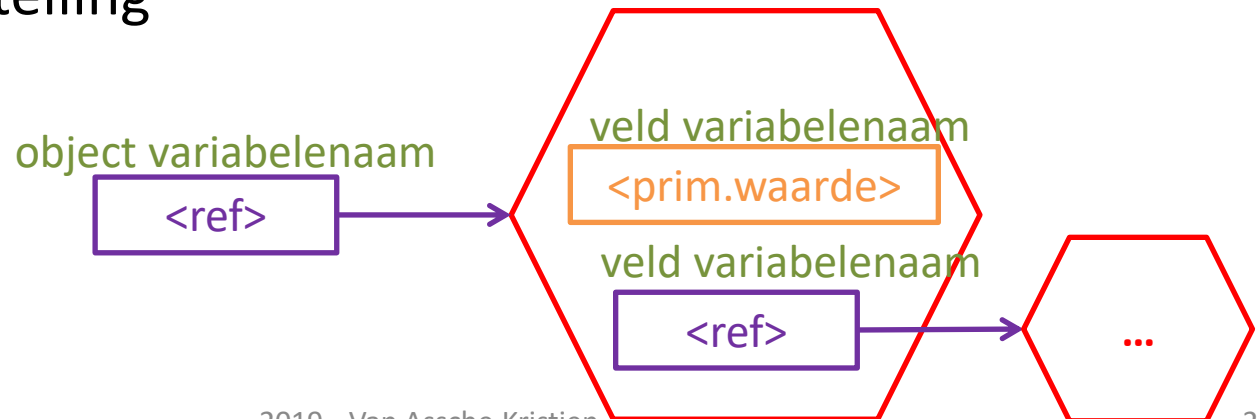 veld variabelenaam
object variabelenaam
<prim.waarde>
<ref>
veld variabelenaam
<ref>
...